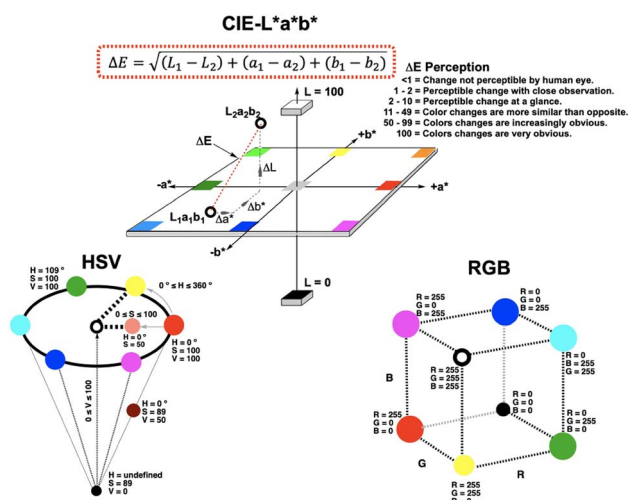 CIE-L*a*b*
ΔE = √(L₁ − L₂) + (a₁ − a₂) + (b₁ − b₂)
ΔE Perception
<1 = Change not perceptible by human eye.
1 - 2 = Perceptible change with close observation.
2 - 10 = Perceptible change at a glance.
11 - 49 = Color changes are more similar than opposite.
50 - 99 = Colors changes are increasingly obvious.
100 = Colors changes are very obvious.
L = 100
L₂a₂b₂
+b*
ΔE
ΔL
-a*
+a*
Δb*
L₁a₁b₁
Δa*
-b*
L = 0
HSV
H = 109 °
S = 100
V = 100
0 ° ≤ H ≤ 360 °
0 ≤ S ≤ 100
H = 0 °
S = 50
H = 0 °
S = 100
V = 100
0 ≤ V ≤ 100
H = 0 °
S = 89
V = 50
H = undefined
S = 89
V = 0
RGB
R = 255
G = 0
B = 255
R = 0
G = 0
B = 255
R = 0
B = 255
G = 255
R = 255
G = 255
B = 255
B
R = 0
G = 0
B = 0
R = 255
G = 0
B = 0
R = 0
G = 255
B = 0
G
R
R = 255
G = 255